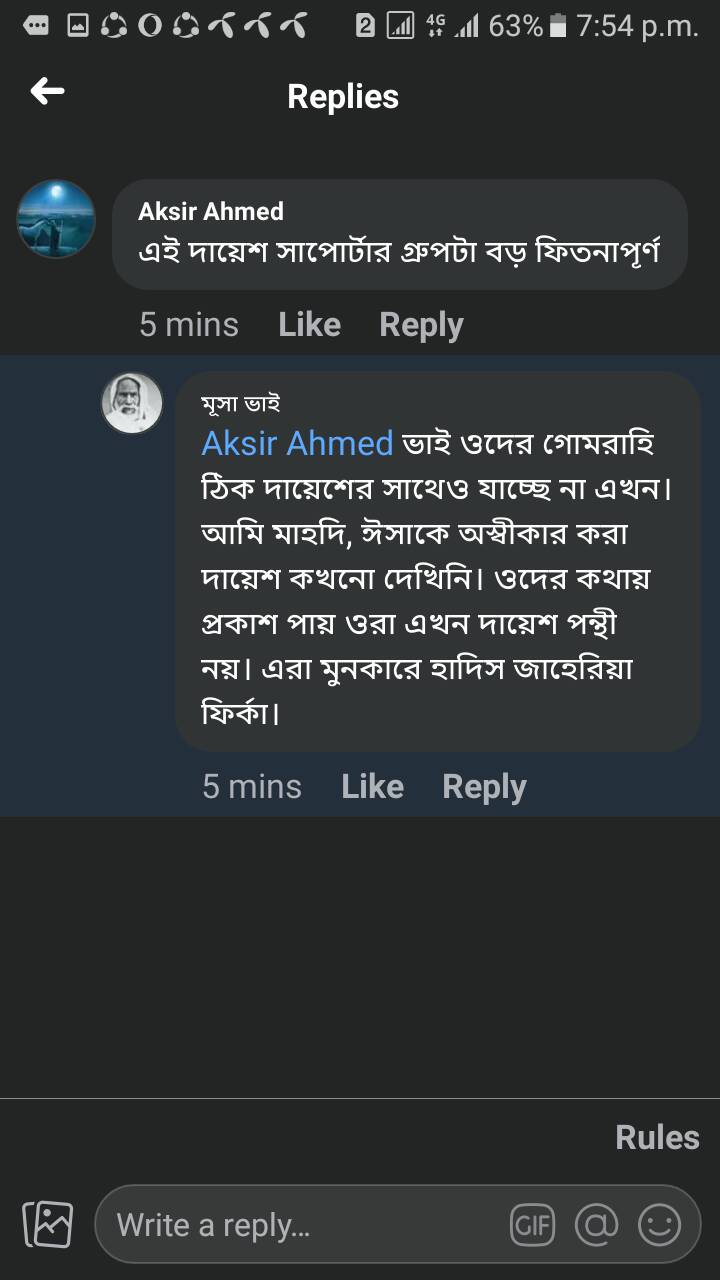 2 4G 63% 7:54 p.m.
Replies
Aksir Ahmed
এই দায়েশ সাপোর্টার গ্রুপটা বড় ফিতনাপূর্ণ
5 mins Like Reply
মূসা ভাই
Aksir Ahmed ভাই ওদের গোমরাহি
ঠিক দায়েশের সাথেও যাচ্ছে না এখন।
আমি মাহদি, ঈসাকে অস্বীকার করা
দায়েশ কখনো দেখিনি। ওদের কথায়
প্রকাশ পায় ওরা এখন দায়েশ পন্থী
নয়। এরা মুনকারে হাদিস জাহেরিয়া
ফির্কা।
5 mins Like Reply
Rules
Write a reply... GIF @